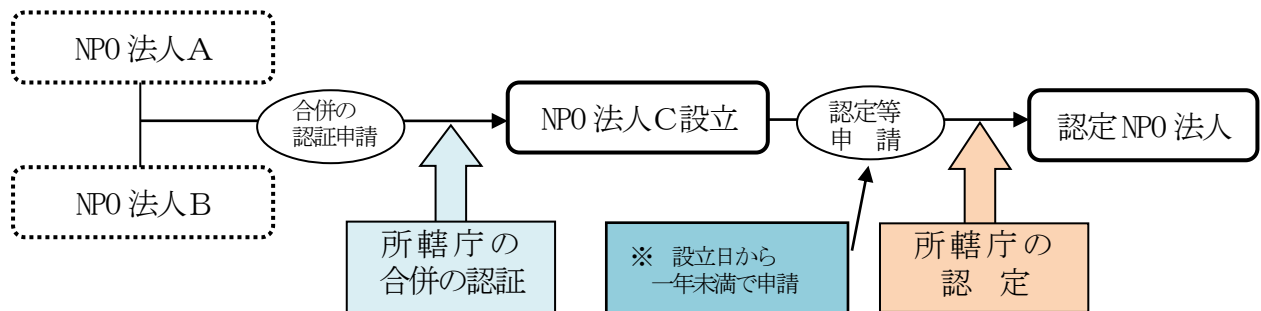 NPO法人A
NPO法人B
合併の
認証申請
所轄庁の
合併の認証
NPO法人C設立
認定等
申　請
※　設立日から
一年未満で申請
所轄庁の
認　定
認定NPO法人